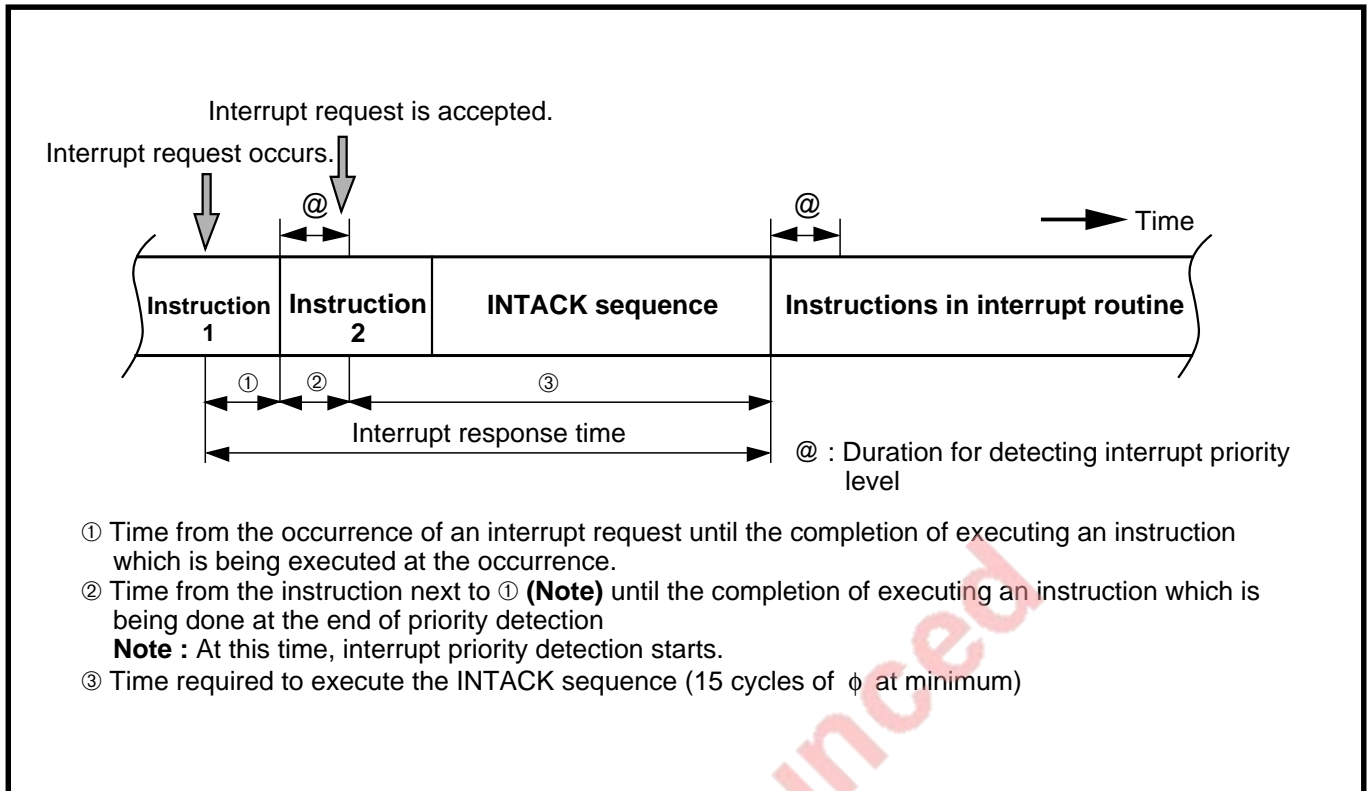 Interrupt request is accepted.
Interrupt request occurs.
@
@
Time
Instruction
1
Instruction
2
INTACK sequence
Instructions in interrupt routine
①
②
③
Interrupt response time
@ : Duration for detecting interrupt priority
level
① Time from the occurrence of an interrupt request until the completion of executing an instruction
which is being executed at the occurrence.
② Time from the instruction next to ① (Note) until the completion of executing an instruction which is
being done at the end of priority detection
Note : At this time, interrupt priority detection starts.
③ Time required to execute the INTACK sequence (15 cycles of ϕ at minimum)